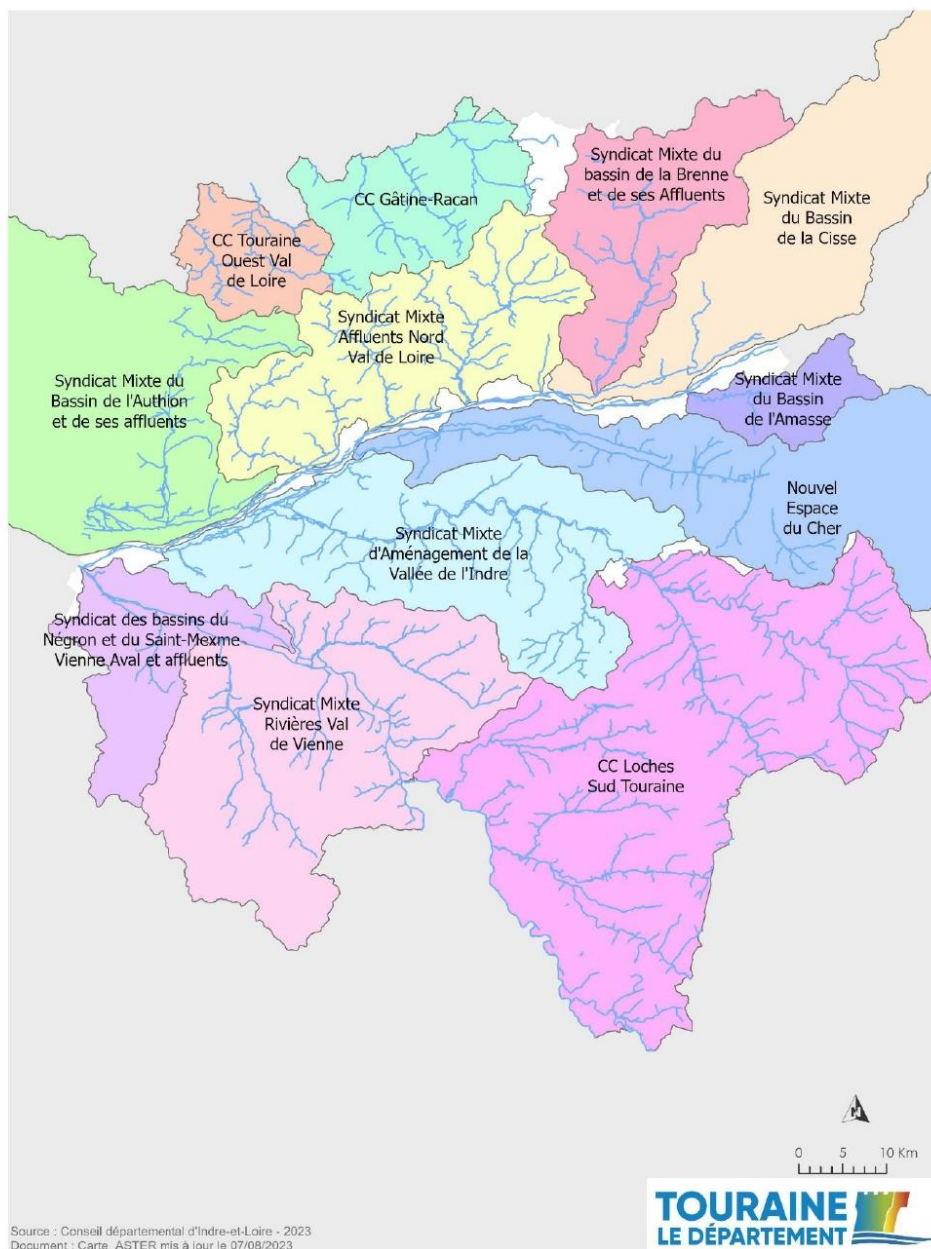 Syndicat Mixte du
bassin de la Brenne
et de ses Affluents
CC Gâtine-Racan
Syndicat Mixte
du Bassin
de la Cisse
CC Touraine
Ouest Val
de Loire
Syndicat Mixte
Affluents Nord
Val de Loire
Syndicat Mixte du
Bassin de l'Authion
et de ses affluents
Syndicat Mixte
du Bassin
de l'Amasse
Nouvel
Espace
du Cher
Syndicat Mixte
d'Aménagement de la
Vallée de l'Indre
Syndicat des bassins du
Négron et du Saint-Mexme
Vienne Aval et affluents
Syndicat Mixte
Rivières Val
de Vienne
CC Loches
Sud Touraine
N
0 5 10 Km
TOURAINE
LE DÉPARTEMENT
Source : Conseil départemental d'Indre-et-Loire - 2023
Document : Carte_ASTER mis à jour le 07/08/2023